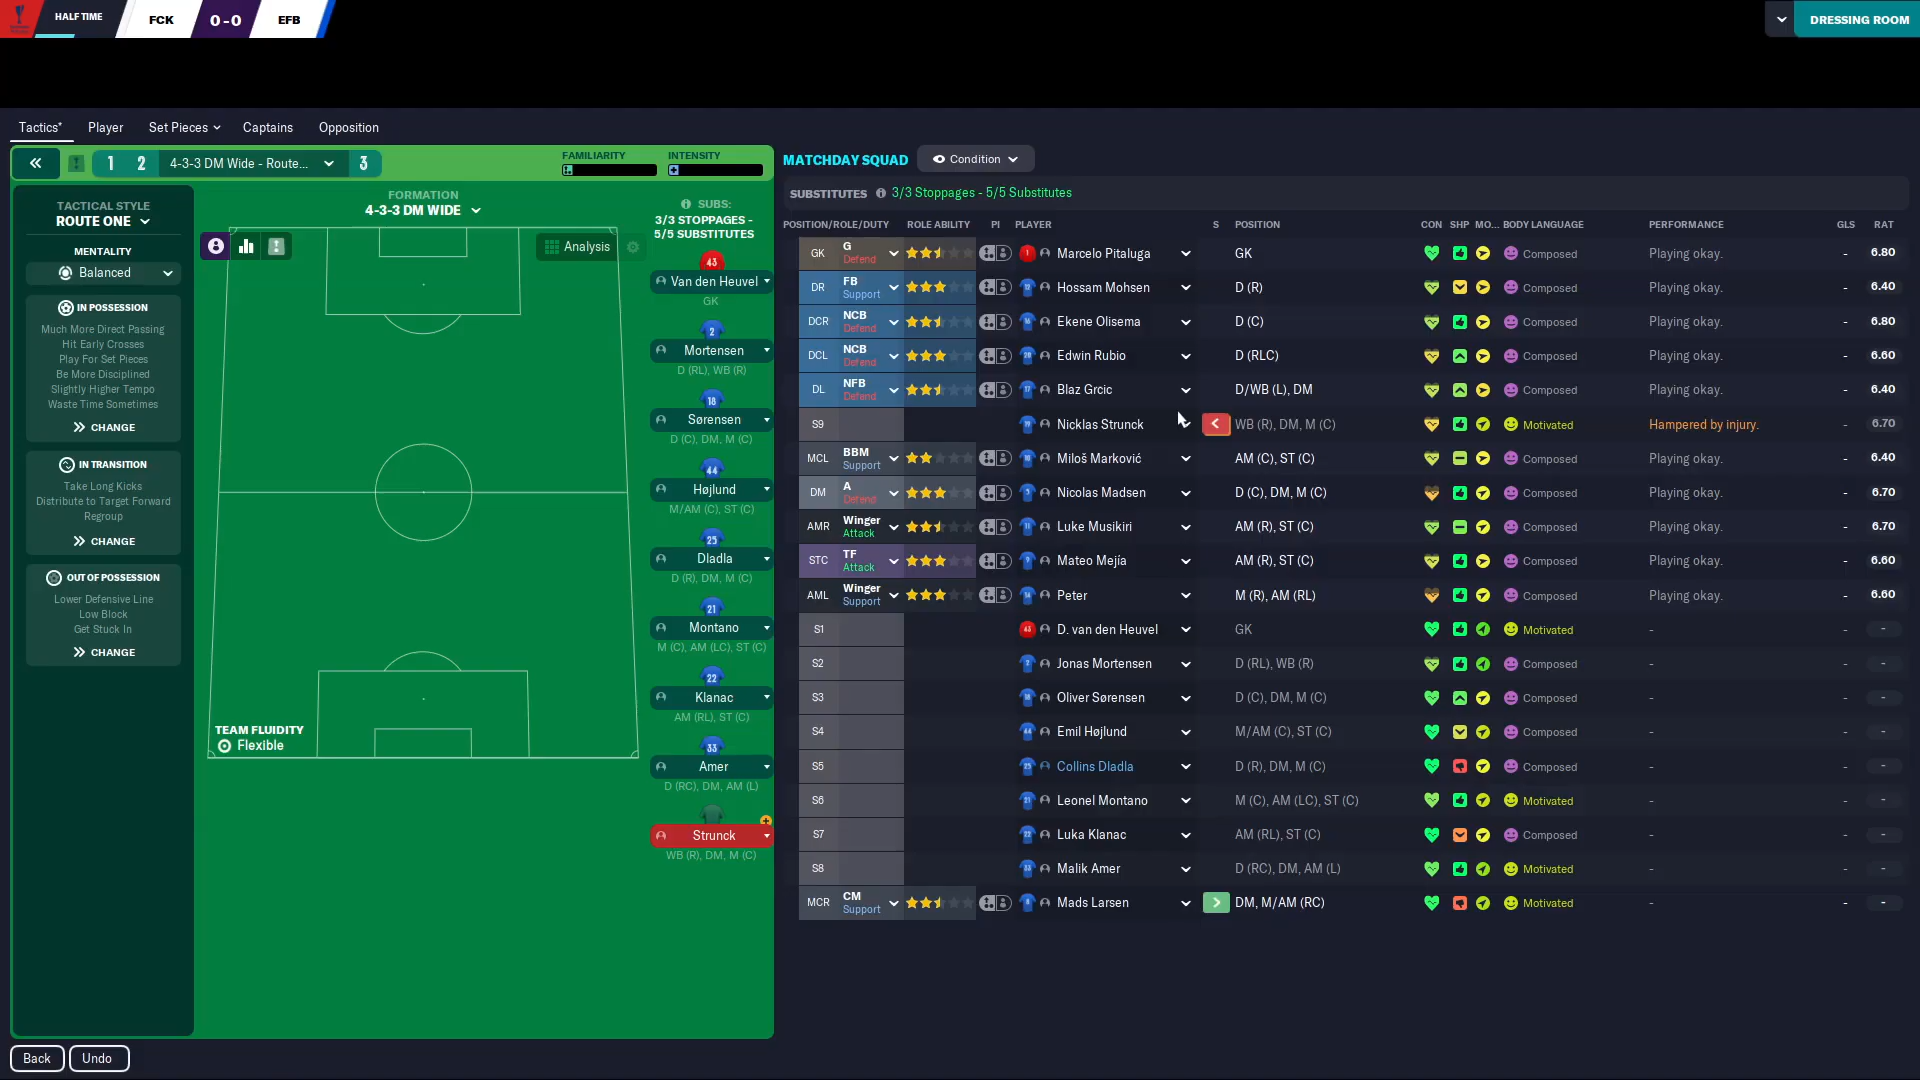 HALF TIME
FCK
0 - 0
EFB
DRESSING ROOM
Tactics*
Player
Set Pieces
Captains
Opposition
1
2
4-3-3 DM Wide - Route...
3
FAMILIARITY
INTENSITY
TACTICAL STYLE
ROUTE ONE
MENTALITY
Balanced
IN POSSESSION
Much More Direct Passing
Hit Early Crosses
Play For Set Pieces
Be More Disciplined
Slightly Higher Tempo
Waste Time Sometimes
CHANGE
IN TRANSITION
Take Long Kicks
Distribute to Target Forward
Regroup
CHANGE
OUT OF POSSESSION
Lower Defensive Line
Low Block
Get Stuck In
CHANGE
FORMATION
4-3-3 DM WIDE
Analysis
TEAM FLUIDITY
Flexible
SUBS:
3/3 STOPPAGES -
5/5 SUBSTITUTES
43
Van den Heuvel
GK
2
Mortensen
D (RL), WB (R)
18
Sørensen
D (C), DM, M (C)
44
Højlund
M/AM (C), ST (C)
25
Dladla
D (R), DM, M (C)
21
Montano
M (C), AM (LC), ST (C)
22
Klanac
AM (RL), ST (C)
33
Amer
D (RC), DM, AM (L)
Strunck
WB (R), DM, M (C)
MATCHDAY SQUAD
Condition
SUBSTITUTES 3/3 Stoppages - 5/5 Substitutes
POSITION/ROLE/DUTY ROLE ABILITY PI PLAYER S POSITION CON SHP MO... BODY LANGUAGE PERFORMANCE GLS RAT
GK G Defend Marcelo Pitaluga GK Composed Playing okay. - 6.80
DR FB Support Hossam Mohsen D (R) Composed Playing okay. - 6.40
DCR NCB Defend Ekene Olisema D (C) Composed Playing okay. - 6.80
DCL NCB Defend Edwin Rubio D (RLC) Composed Playing okay. - 6.60
DL NFB Defend Blaz Grcic D/WB (L), DM Composed Playing okay. - 6.40
S9 Nicklas Strunck WB (R), DM, M (C) Motivated Hampered by injury. - 6.70
MCL BBM Support Miloš Marković AM (C), ST (C) Composed Playing okay. - 6.40
DM A Defend Nicolas Madsen D (C), DM, M (C) Composed Playing okay. - 6.70
AMR Winger Attack Luke Musikiri AM (R), ST (C) Composed Playing okay. - 6.70
STC TF Attack Mateo Mejía AM (R), ST (C) Composed Playing okay. - 6.60
AML Winger Support Peter M (R), AM (RL) Composed Playing okay. - 6.60
S1 D. van den Heuvel GK Motivated - - -
S2 Jonas Mortensen D (RL), WB (R) Composed - - -
S3 Oliver Sørensen D (C), DM, M (C) Composed - - -
S4 Emil Højlund M/AM (C), ST (C) Composed - - -
S5 Collins Dladla D (R), DM, M (C) Composed - - -
S6 Leonel Montano M (C), AM (LC), ST (C) Motivated - - -
S7 Luka Klanac AM (RL), ST (C) Composed - - -
S8 Malik Amer D (RC), DM, AM (L) Motivated - - -
MCR CM Support Mads Larsen DM, M/AM (RC) Motivated - - -
Back
Undo